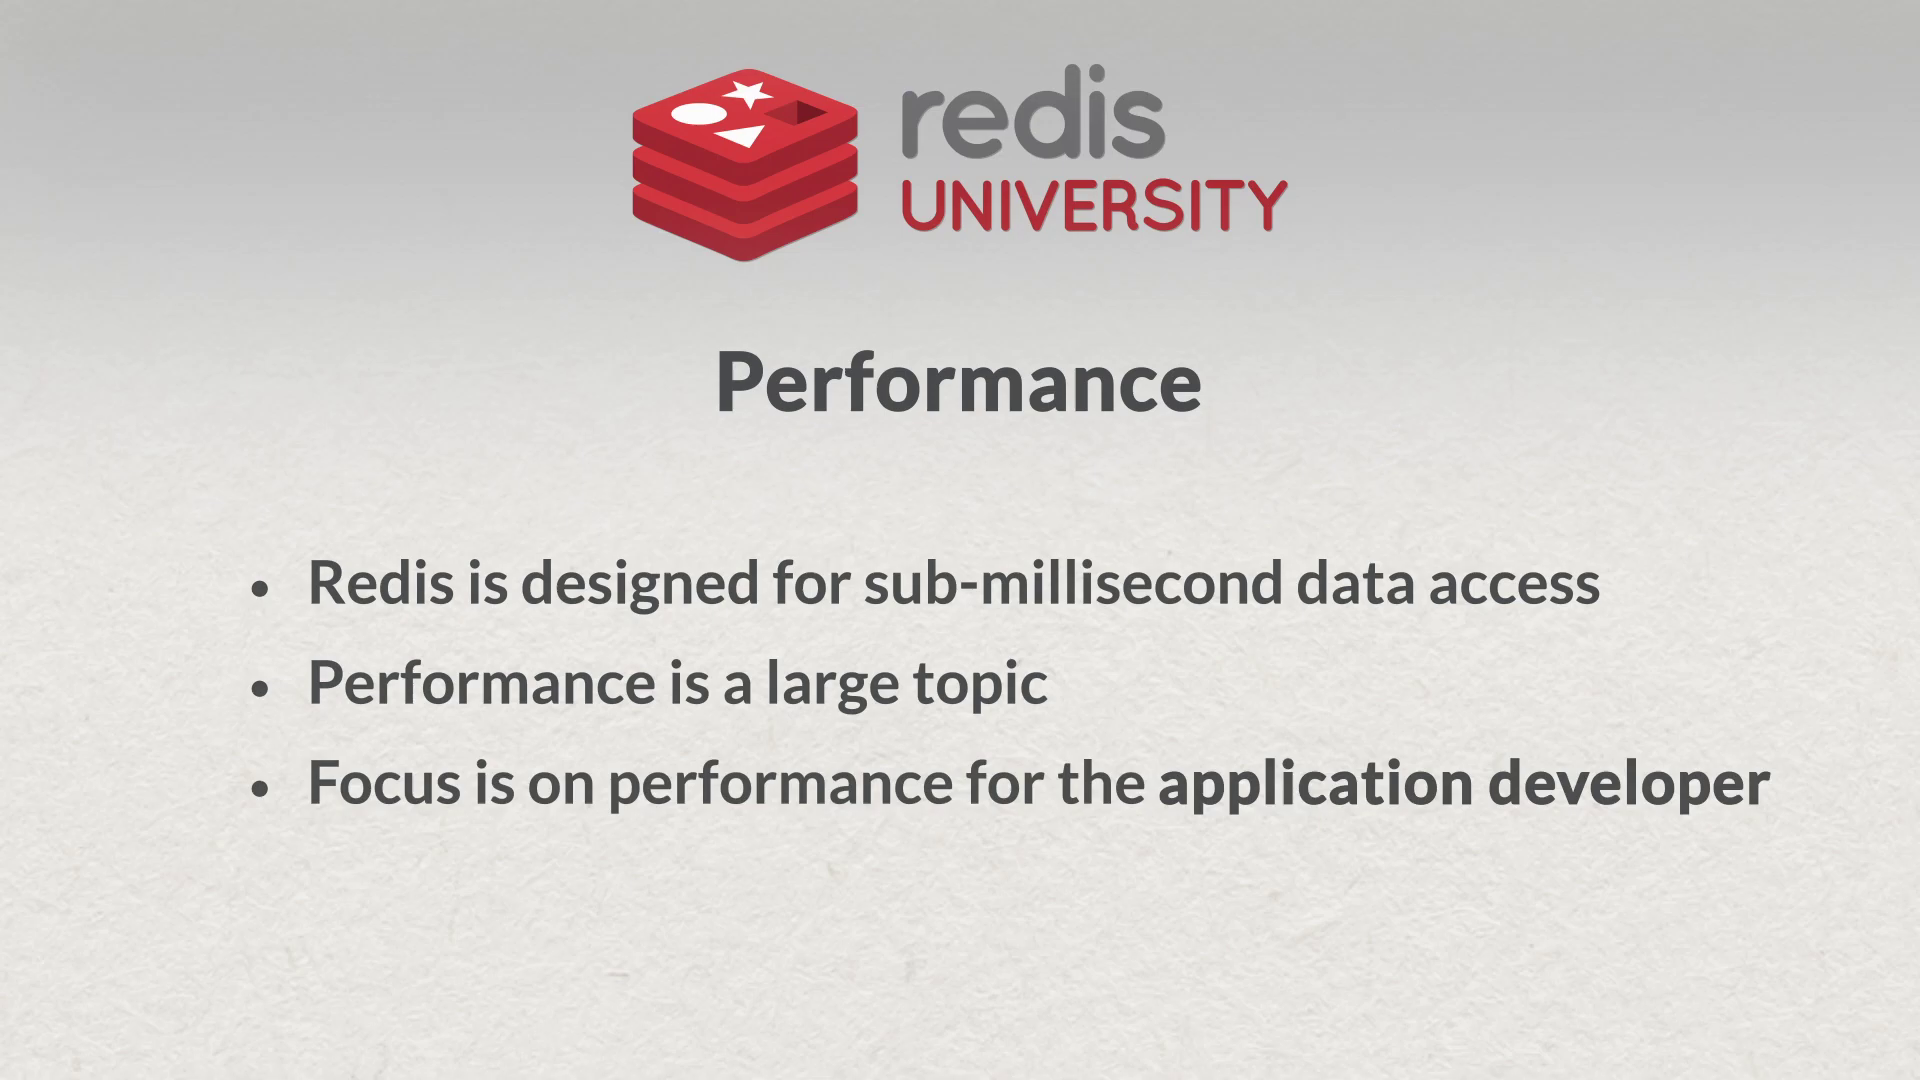 redis
UNIVERSITY
Performance
• Redis is designed for sub-millisecond data access
• Performance is a large topic
• Focus is on performance for the application developer